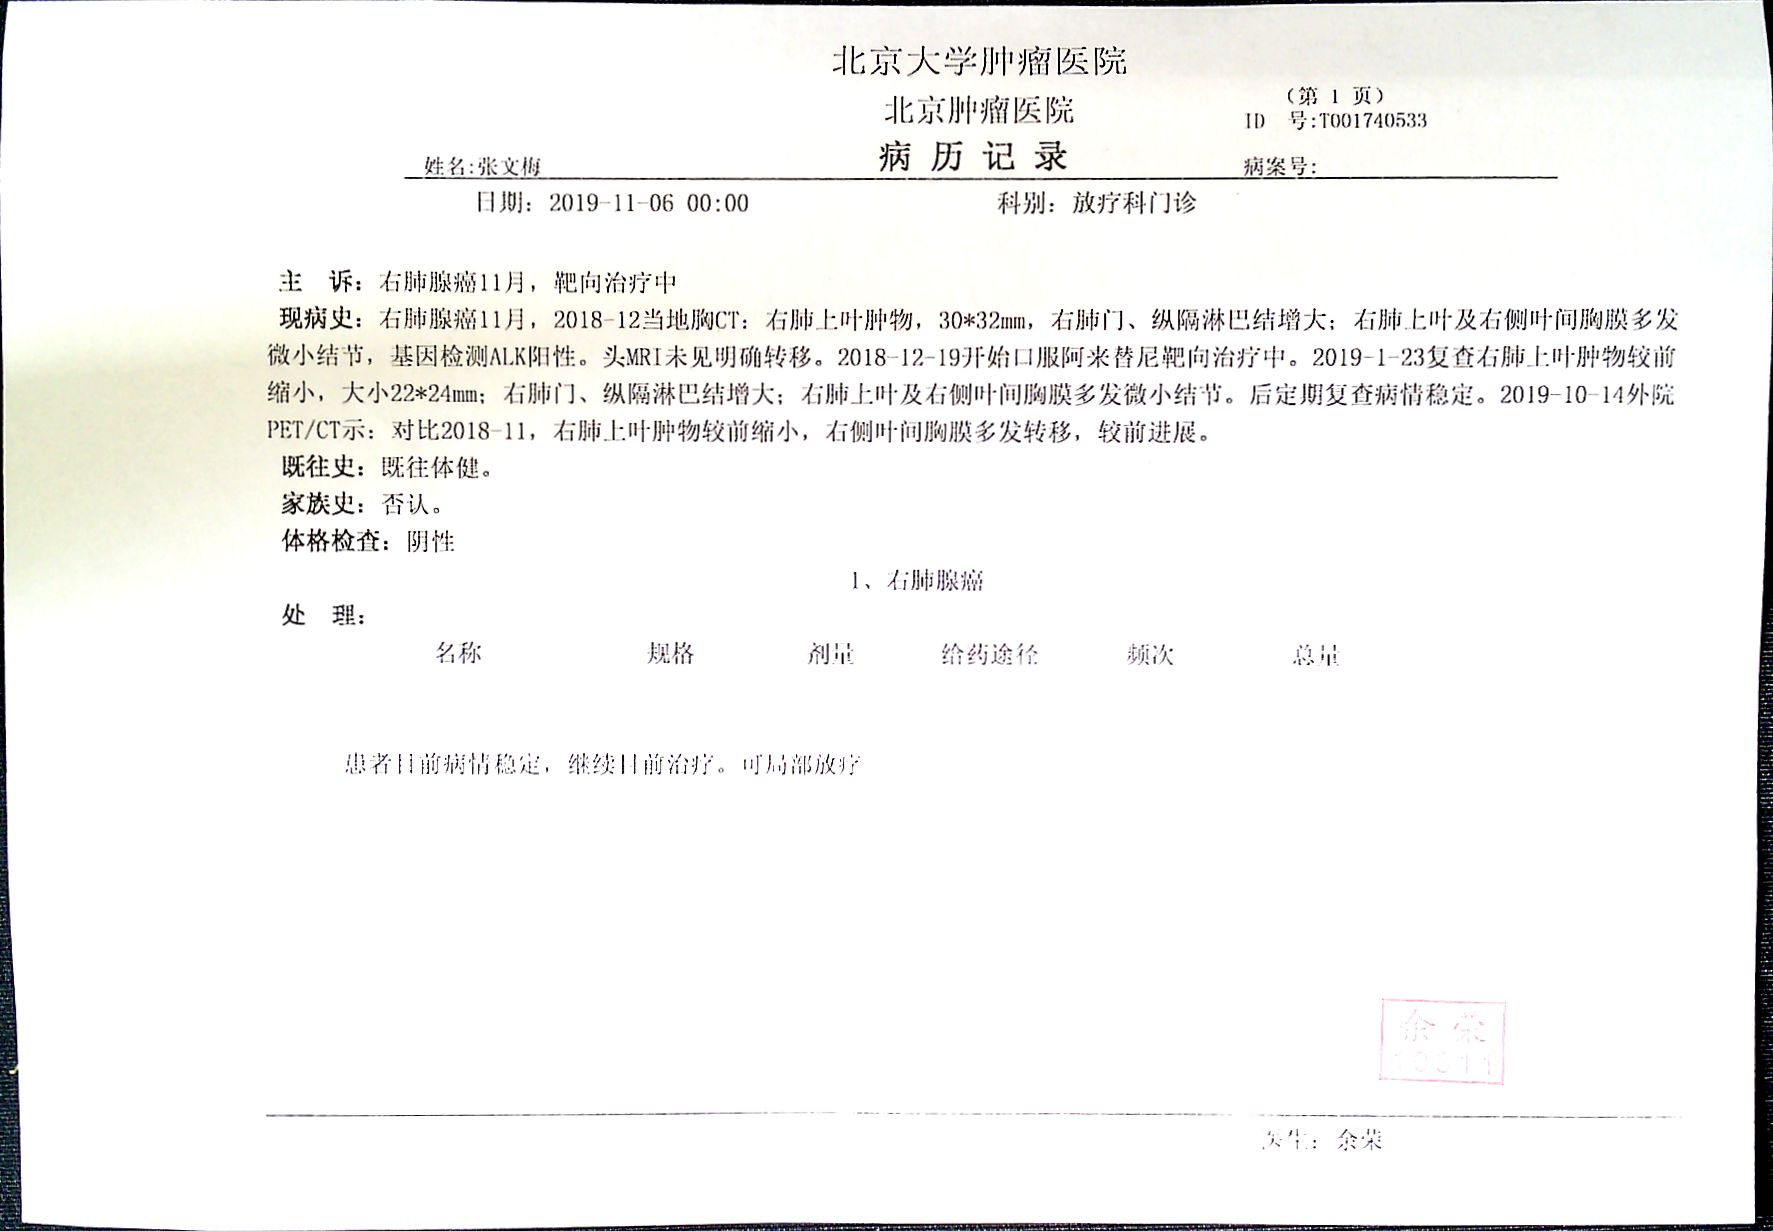 北京大学肿瘤医院
北京肿瘤医院
(第 1 页)
ID 号:T001740533
病 历 记 录
姓名:张文梅
病案号:
日期: 2019-11-06 00:00
科别: 放疗科门诊
主 诉: 右肺腺癌11月, 靶向治疗中
现病史: 右肺腺癌11月, 2018-12当地胸CT: 右肺上叶肿物, 30*32mm, 右肺门、纵隔淋巴结增大; 右肺上叶及右侧叶间胸膜多发
微小结节, 基因检测ALK阳性。头MRI未见明确转移。2018-12-19开始口服阿来替尼靶向治疗中。2019-1-23复查右肺上叶肿物较前
缩小, 大小22*24mm; 右肺门、纵隔淋巴结增大; 右肺上叶及右侧叶间胸膜多发微小结节。后定期复查病情稳定。2019-10-14外院
PET/CT示: 对比2018-11, 右肺上叶肿物较前缩小, 右侧叶间胸膜多发转移, 较前进展。
既往史: 既往体健。
家族史: 否认。
体格检查: 阴性
1、右肺腺癌
处 理:
名称 规格 剂量 给药途径 频次 总量
患者目前病情稳定, 继续目前治疗。可局部放疗
余 荣
医生: 余荣